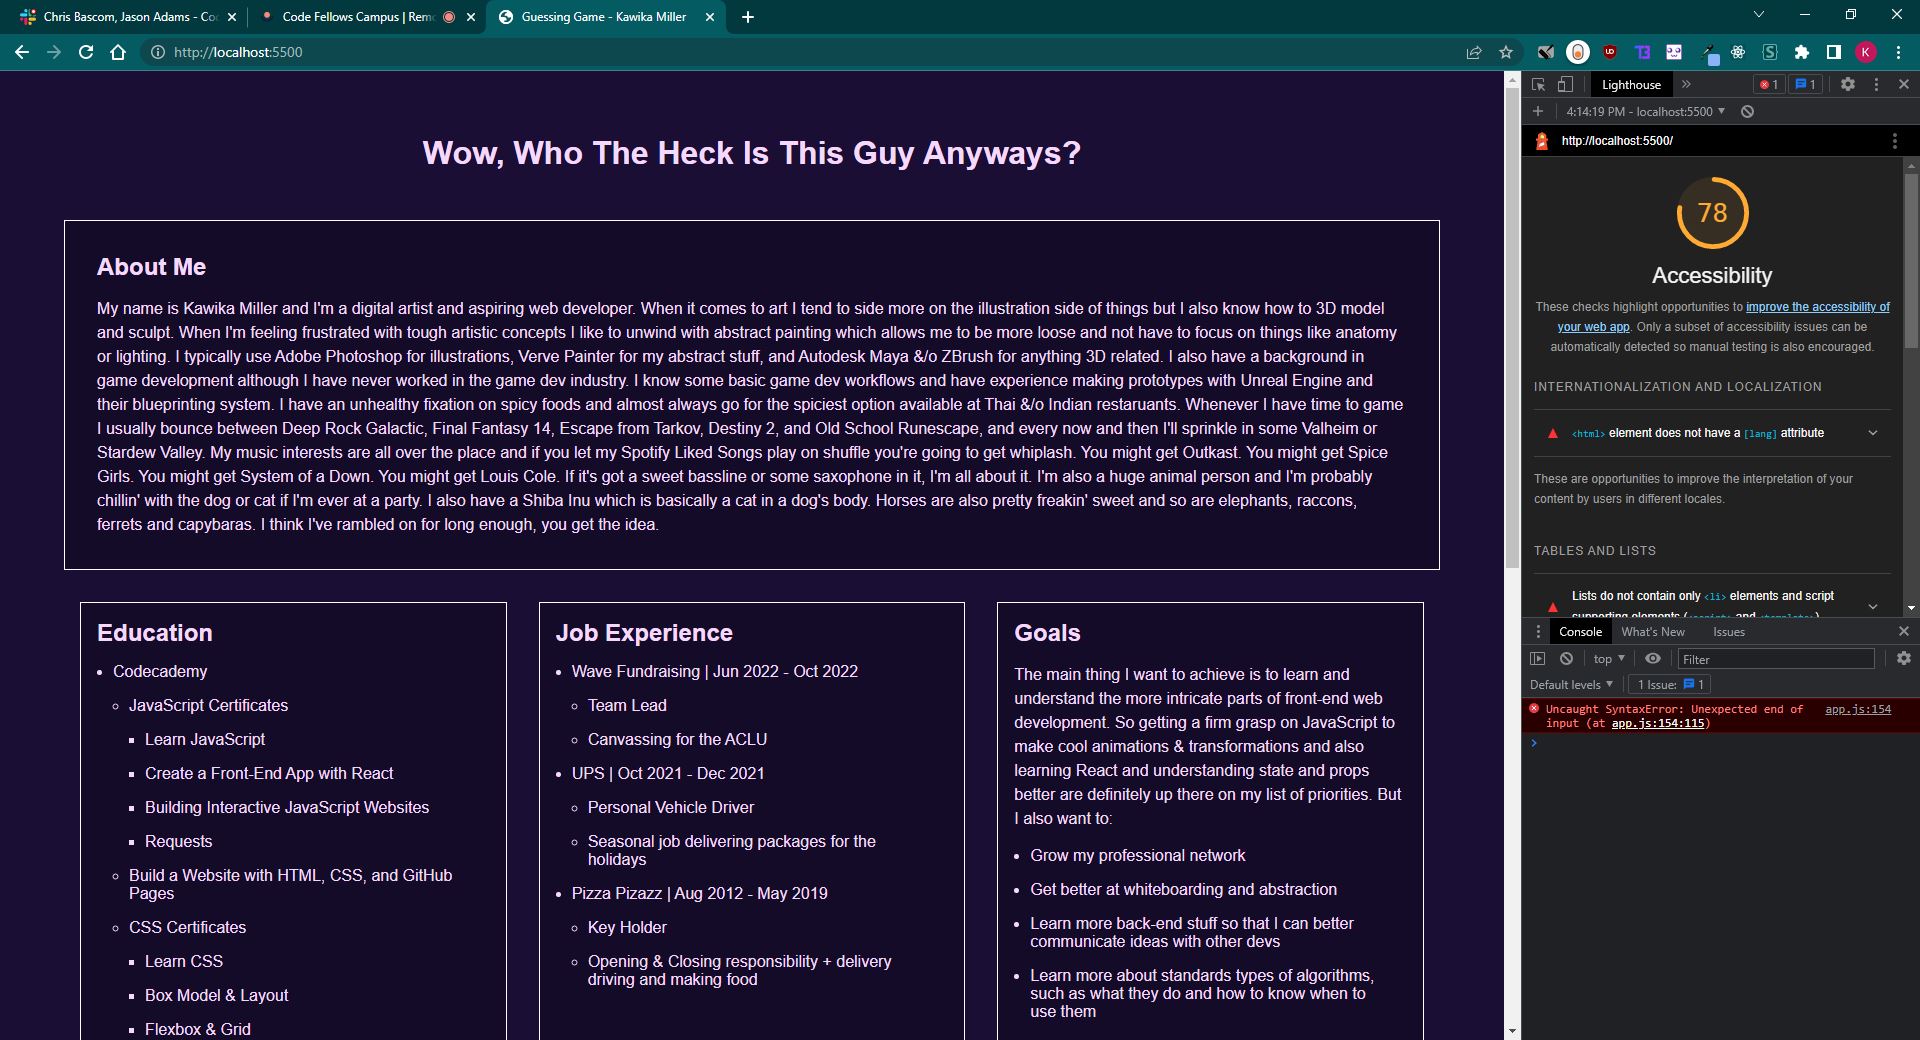 Chris Bascom, Jason Adams - Co
Code Fellows Campus | Rem
Guessing Game - Kawika Miller
http://localhost:5500
K
Wow, Who The Heck Is This Guy Anyways?
About Me
My name is Kawika Miller and I'm a digital artist and aspiring web developer. When it comes to art I tend to side more on the illustration side of things but I also know how to 3D model
and sculpt. When I'm feeling frustrated with tough artistic concepts I like to unwind with abstract painting which allows me to be more loose and not have to focus on things like anatomy
or lighting. I typically use Adobe Photoshop for illustrations, Verve Painter for my abstract stuff, and Autodesk Maya &/o ZBrush for anything 3D related. I also have a background in
game development although I have never worked in the game dev industry. I know some basic game dev workflows and have experience making prototypes with Unreal Engine and
their blueprinting system. I have an unhealthy fixation on spicy foods and almost always go for the spiciest option available at Thai &/o Indian restaruants. Whenever I have time to game
I usually bounce between Deep Rock Galactic, Final Fantasy 14, Escape from Tarkov, Destiny 2, and Old School Runescape, and every now and then I'll sprinkle in some Valheim or
Stardew Valley. My music interests are all over the place and if you let my Spotify Liked Songs play on shuffle you're going to get whiplash. You might get Outkast. You might get Spice
Girls. You might get System of a Down. You might get Louis Cole. If it's got a sweet bassline or some saxophone in it, I'm all about it. I'm also a huge animal person and I'm probably
chillin' with the dog or cat if I'm ever at a party. I also have a Shiba Inu which is basically a cat in a dog's body. Horses are also pretty freakin' sweet and so are elephants, raccons,
ferrets and capybaras. I think I've rambled on for long enough, you get the idea.
Education
Codecademy
JavaScript Certificates
Learn JavaScript
Create a Front-End App with React
Building Interactive JavaScript Websites
Requests
Build a Website with HTML, CSS, and GitHub
Pages
CSS Certificates
Learn CSS
Box Model & Layout
Flexbox & Grid
Job Experience
Wave Fundraising | Jun 2022 - Oct 2022
Team Lead
Canvassing for the ACLU
UPS | Oct 2021 - Dec 2021
Personal Vehicle Driver
Seasonal job delivering packages for the
holidays
Pizza Pizazz | Aug 2012 - May 2019
Key Holder
Opening & Closing responsibility + delivery
driving and making food
Goals
The main thing I want to achieve is to learn and
understand the more intricate parts of front-end web
development. So getting a firm grasp on JavaScript to
make cool animations & transformations and also
learning React and understanding state and props
better are definitely up there on my list of priorities. But
I also want to:
Grow my professional network
Get better at whiteboarding and abstraction
Learn more back-end stuff so that I can better
communicate ideas with other devs
Learn more about standards types of algorithms,
such as what they do and how to know when to
use them
Lighthouse » 1 1
4:14:19 PM - localhost:5500
http://localhost:5500/
78
Accessibility
These checks highlight opportunities to improve the accessibility of
your web app. Only a subset of accessibility issues can be
automatically detected so manual testing is also encouraged.
INTERNATIONALIZATION AND LOCALIZATION
<html> element does not have a [lang] attribute
These are opportunities to improve the interpretation of your
content by users in different locales.
TABLES AND LISTS
Lists do not contain only <li> elements and script
supporting elements (<script> and <template>).
Console What's New Issues
top Filter
Default levels 1 Issue: 1
Uncaught SyntaxError: Unexpected end of app.js:154
input (at app.js:154:115)